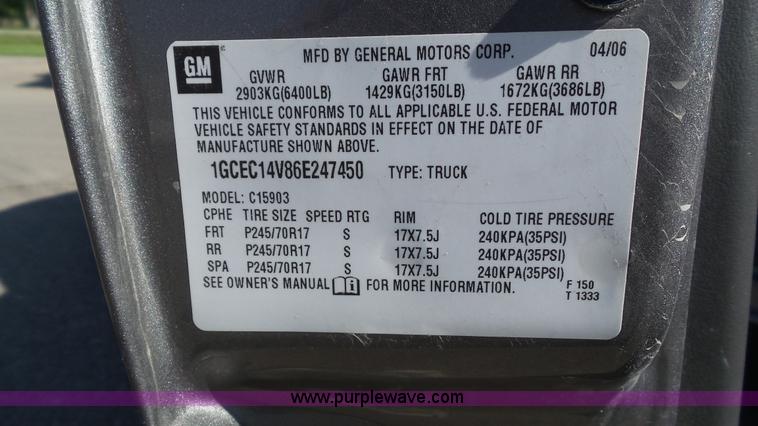 GM
MFD BY GENERAL MOTORS CORP. 04/06
GVWR GAWR FRT GAWR RR
2903KG(6400LB) 1429KG(3150LB) 1672KG(3686LB)
THIS VEHICLE CONFORMS TO ALL APPLICABLE U.S. FEDERAL MOTOR
VEHICLE SAFETY STANDARDS IN EFFECT ON THE DATE OF
MANUFACTURE SHOWN ABOVE.
1GCEC14V86E247450 TYPE: TRUCK
MODEL: C15903
CPHE TIRE SIZE SPEED RTG RIM COLD TIRE PRESSURE
FRT P245/70R17 S 17X7.5J 240KPA(35PSI)
RR P245/70R17 S 17X7.5J 240KPA(35PSI)
SPA P245/70R17 S 17X7.5J 240KPA(35PSI)
SEE OWNER'S MANUAL i FOR MORE INFORMATION.
F 150
T 1333
www.purplewave.com